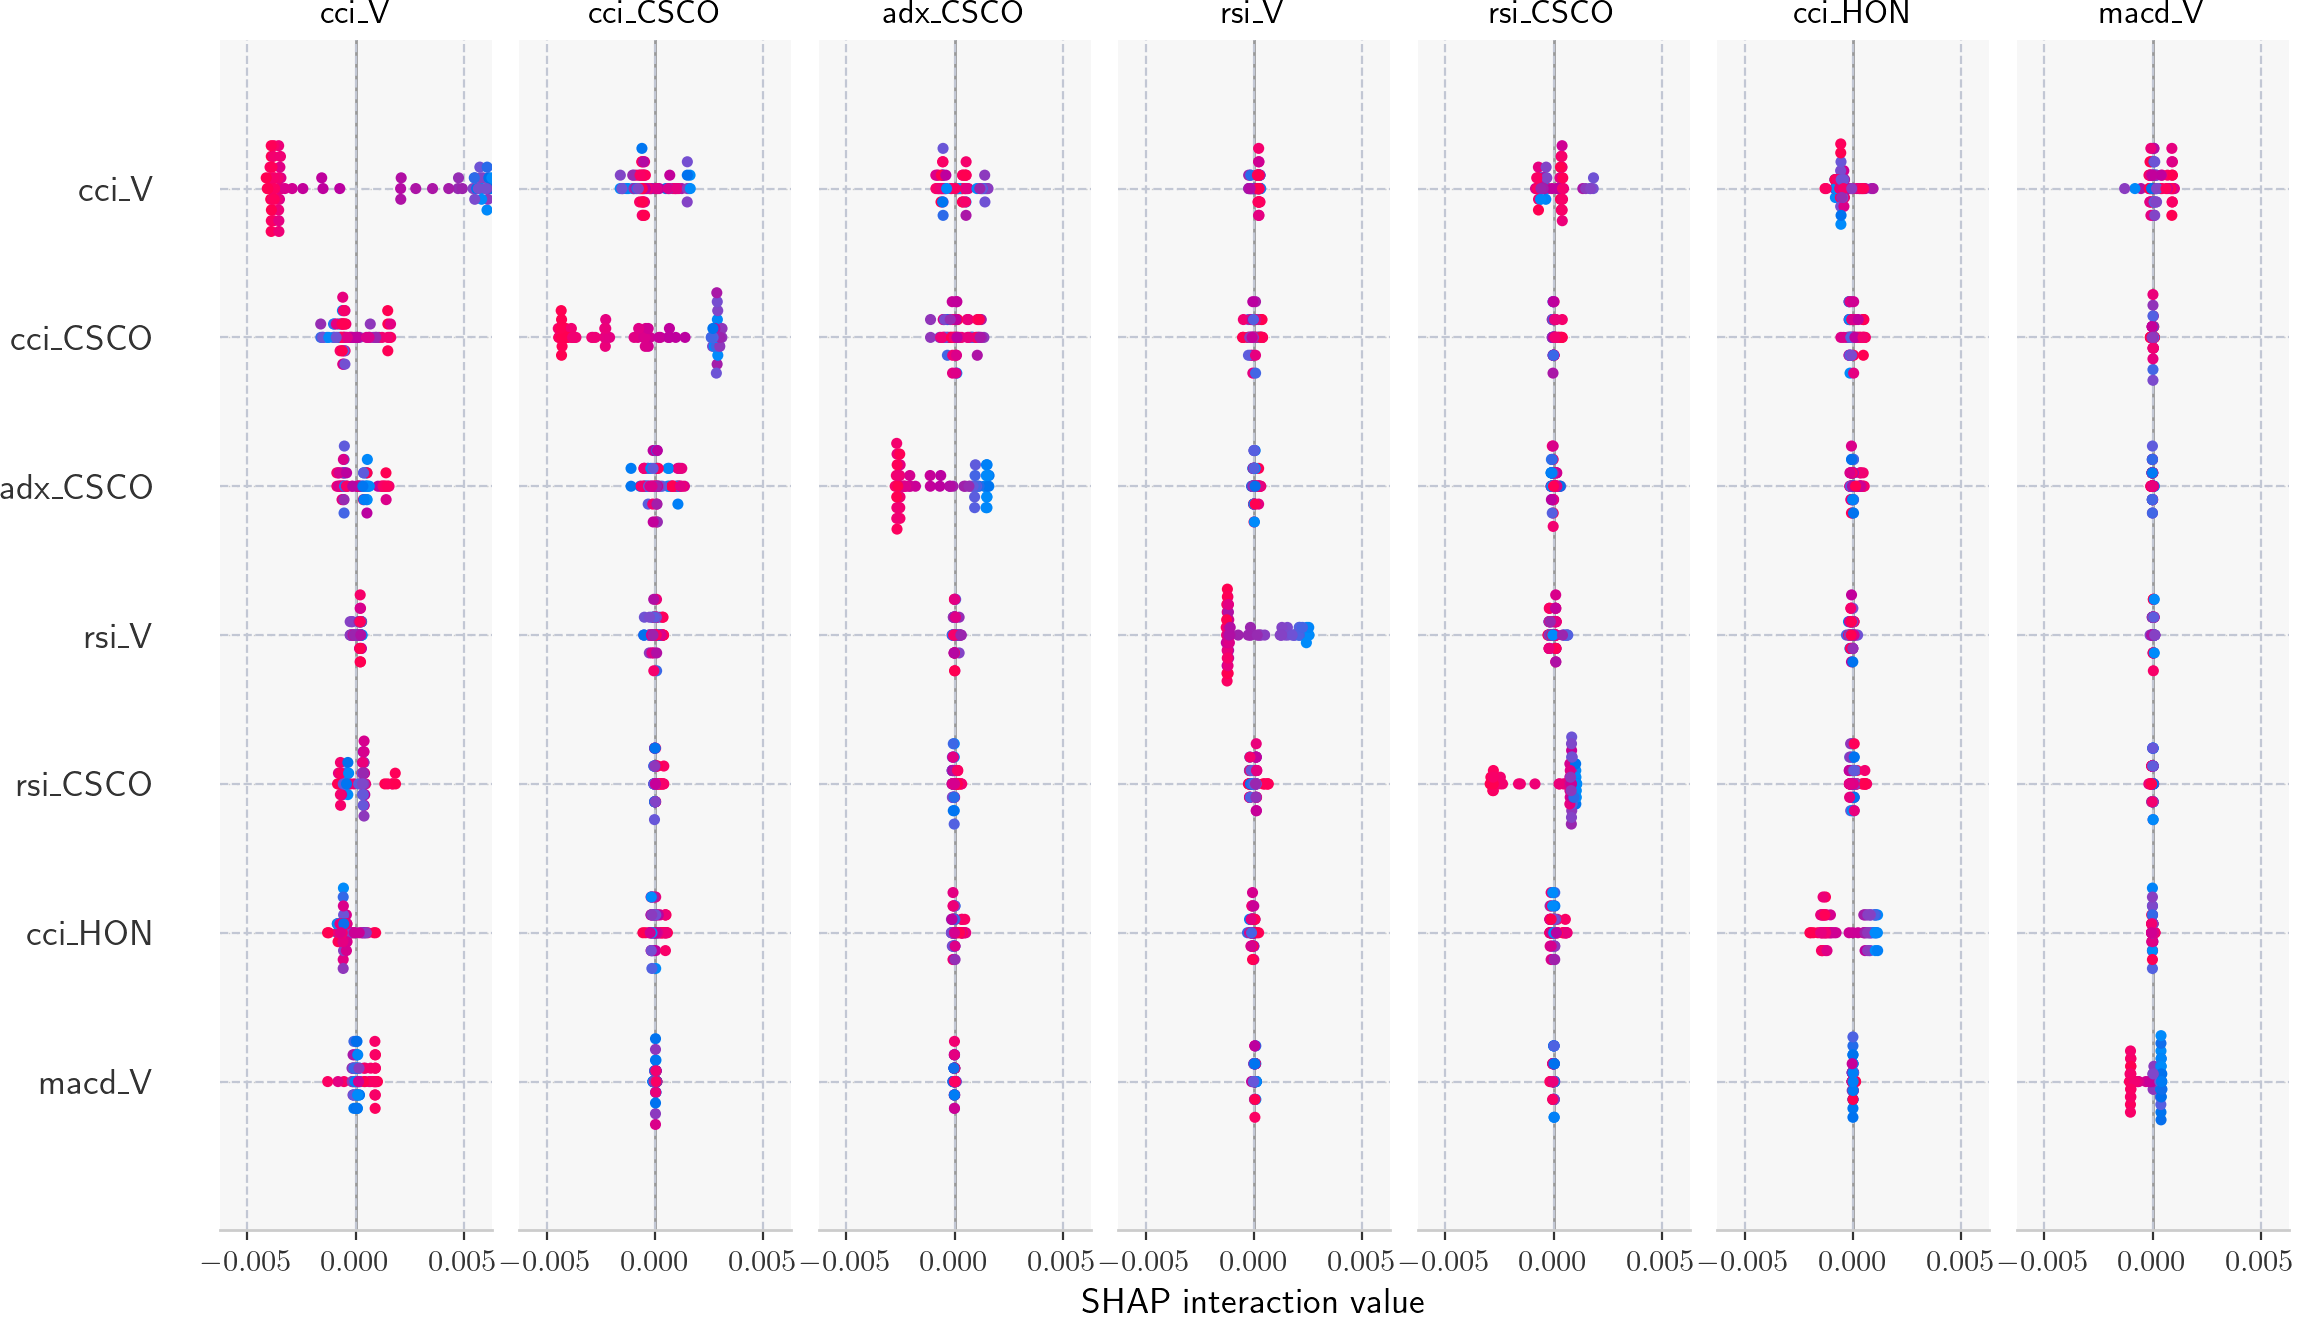 cci_V cci_CSCO adx_CSCO rsi_V rsi_CSCO cci_HON macd_V
cci_V
cci_CSCO
adx_CSCO
rsi_V
rsi_CSCO
cci_HON
macd_V
−0.005 0.000 0.005 −0.005 0.000 0.005 −0.005 0.000 0.005 −0.005 0.000 0.005 −0.005 0.000 0.005 −0.005 0.000 0.005 −0.005 0.000 0.005
SHAP interaction value